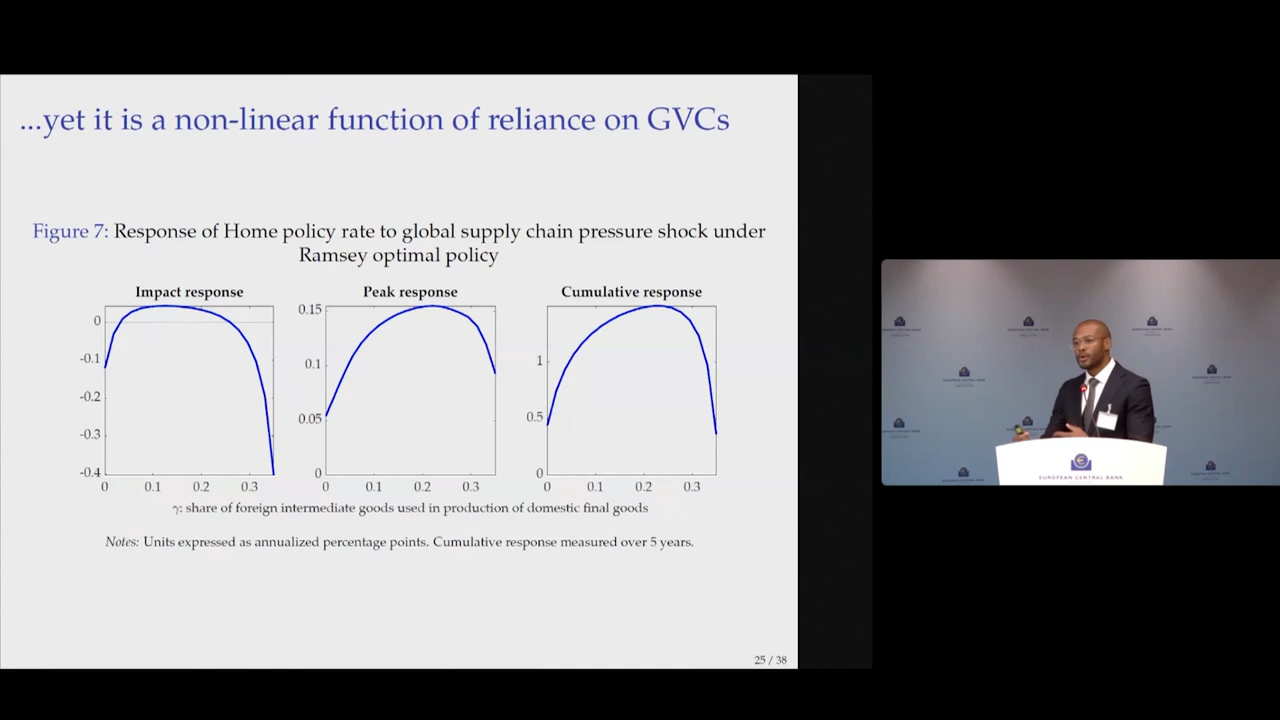 ...yet it is a non-linear function of reliance on GVCs
Figure 7: Response of Home policy rate to global supply chain pressure shock under
Ramsey optimal policy
Impact response
0
-0.1
-0.2
-0.3
-0.4
0 0.1 0.2 0.3
Peak response
0.15
0.1
0.05
0
0 0.1 0.2 0.3
Cumulative response
1
0.5
0
0 0.1 0.2 0.3
γ: share of foreign intermediate goods used in production of domestic final goods
Notes: Units expressed as annualized percentage points. Cumulative response measured over 5 years.
25 / 38
EUROPEAN CENTRAL BANK